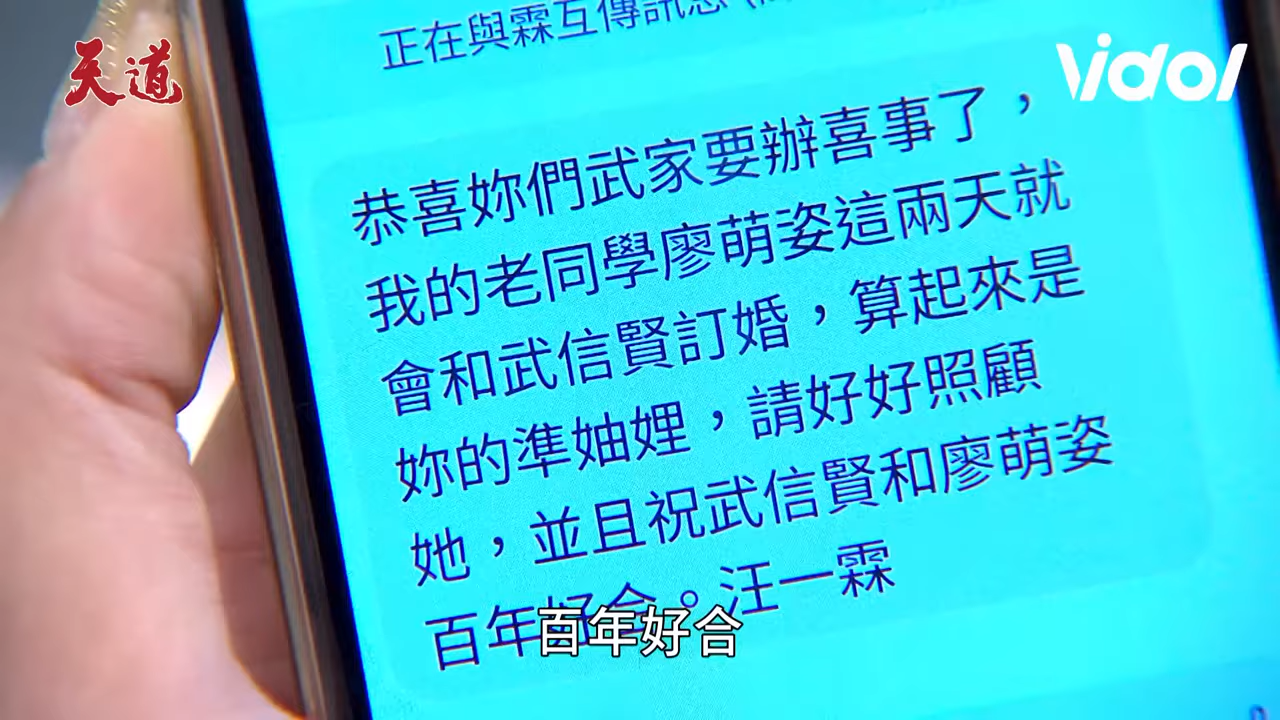 天道
vidol
正在與霖互傳訊息
恭喜妳們武家要辦喜事了，
我的老同學廖萌姿這兩天就
會和武信賢訂婚，算起來是
妳的準妯娌，請好好照顧
她，並且祝武信賢和廖萌姿
百年好合。汪一霖
百年好合